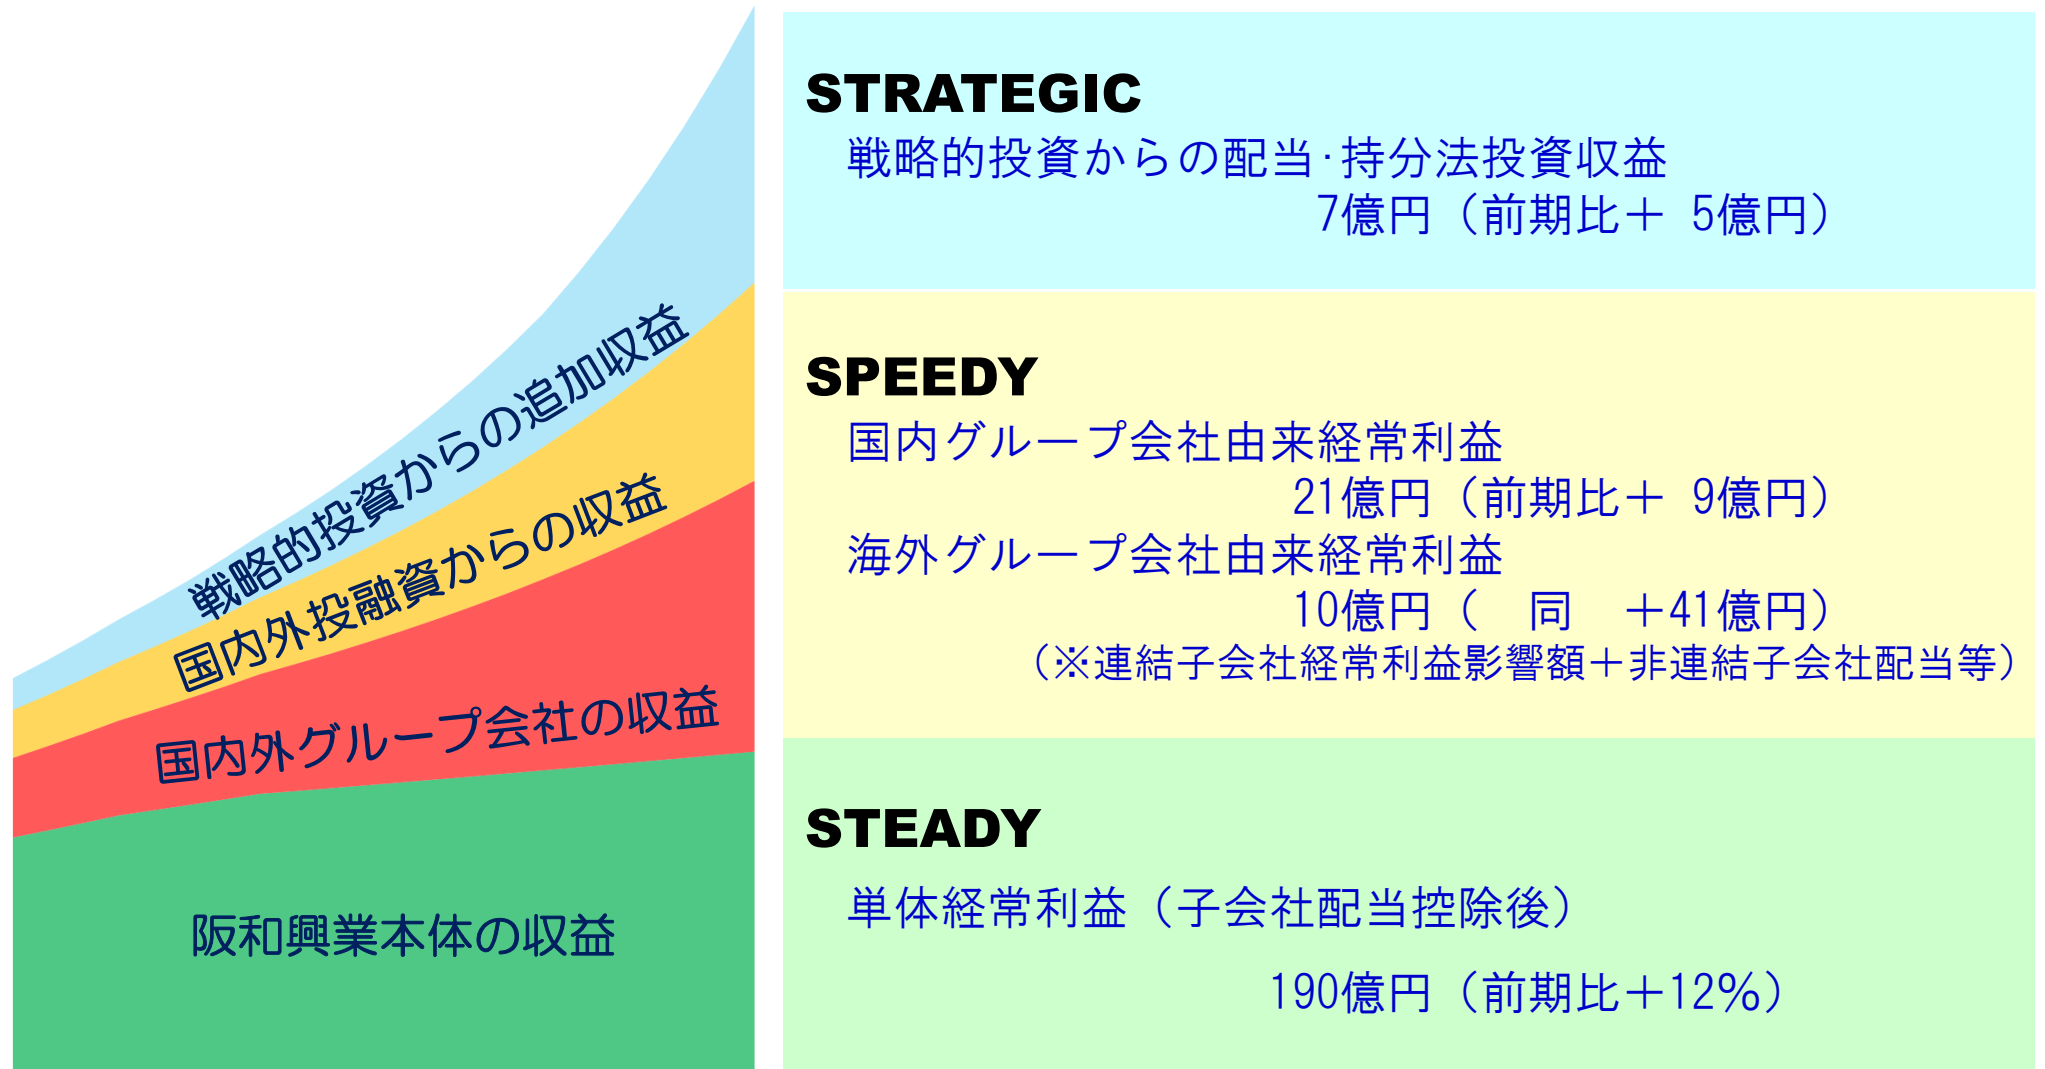 戦略的投資からの追加収益
国内外投融資からの収益
国内外グループ会社の収益
阪和興業本体の収益
STRATEGIC
戦略的投資からの配当･持分法投資収益
7億円（前期比＋ 5億円）
SPEEDY
国内グループ会社由来経常利益
21億円（前期比＋ 9億円）
海外グループ会社由来経常利益
10億円（　同　＋41億円）
（※連結子会社経常利益影響額＋非連結子会社配当等）
STEADY
単体経常利益（子会社配当控除後）
190億円（前期比＋12％）